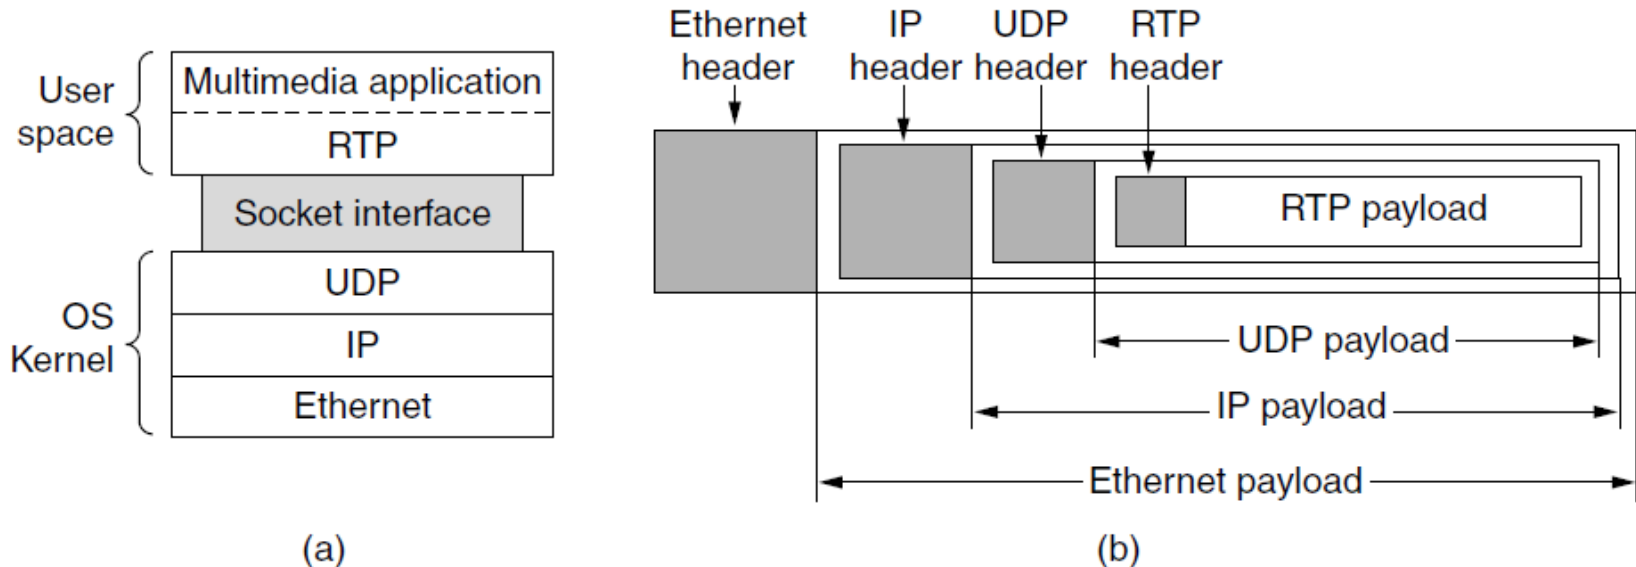 User
space
Multimedia application
RTP
Socket interface
OS
Kernel
UDP
IP
Ethernet
(a)
Ethernet
header
IP
header
UDP
header
RTP
header
RTP payload
UDP payload
IP payload
Ethernet payload
(b)